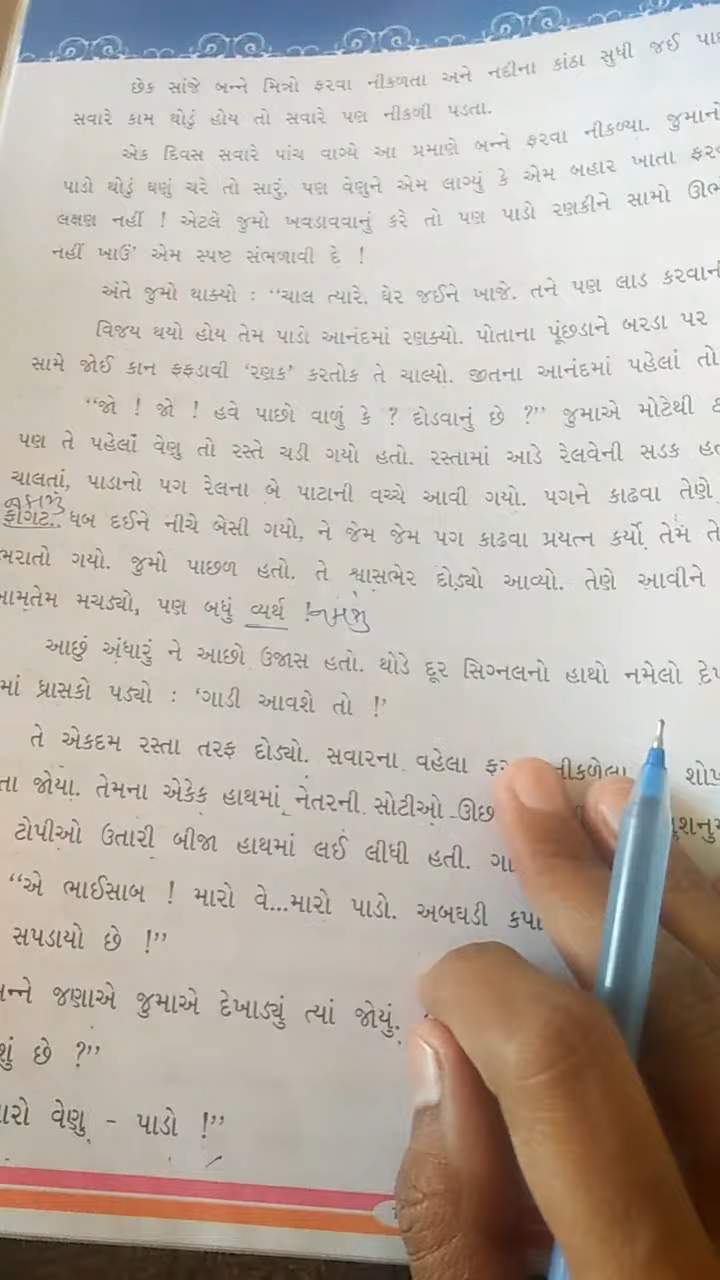 છેક સાંજે બન્ને મિત્રો ફરવા નીકળતા અને નદીના કાંઠા સુધી જઈ
સવારે કામ થોડું હોય તો સવારે પણ નીકળી પડતા.
એક દિવસ સવારે પાંચ વાગ્યે આ પ્રમાણે બન્ને ફરવા નીકળ્યા.
પાડો થોડું ઘણું ચરે તો સારું, પણ વેણુને એમ લાગ્યું કે એમ બહાર ખાતા
લક્ષણ નહીં ! એટલે જુમો ખવડાવવાનું કરે તો પણ પાડો રણકીને સામો
નહીં ખાઉં’ એમ સ્પષ્ટ સંભળાવી દે !
અંતે જુમો થાક્યો : “ચાલ ત્યારે. ઘેર જઈને ખાજે. તને પણ લાડ
વિજય થયો હોય તેમ પાડો આનંદમાં રણક્યો. પોતાના પૂંછડાને બરડા પર
સામે જોઈ કાન ફફડાવી ‘રણક’ કરતોક તે ચાલ્યો. જીતના આનંદમાં પહેલાં તો
“જો ! જો ! હવે પાછો વાળું કે ? દોડવાનું છે ?” જુમાએ મોટેથી
પણ તે પહેલાં વેણુ તો રસ્તે ચડી ગયો હતો. રસ્તામાં આડે રેલવેની સડક
ચાલતાં, પાડાનો પગ રેલના બે પાટાની વચ્ચે આવી ગયો. પગને કાઢવા તેણે
ફોગટ. ધબ દઈને નીચે બેસી ગયો, ને જેમ જેમ પગ કાઢવા પ્રયત્ન કર્યો, તેમ
ભરાતો ગયો. જુમો પાછળ હતો. તે શ્વાસભેર દોડ્યો આવ્યો. તેણે આવીને
મચડ્યો, પણ બધું વ્યર્થ !
આછું અંધારું ને આછો ઉજાસ હતો. થોડે દૂર સિગ્નલનો હાથો નમેલો
ધ્રાસકો પડ્યો : ‘ગાડી આવશે તો !’
તે એકદમ રસ્તા તરફ દોડ્યો. સવારના વહેલા
જોયા. તેમના એકેક હાથમાં નેતરની સોટીઓ
ટોપીઓ ઉતારી બીજા હાથમાં લઈ લીધી હતી.
“એ ભાઈસાબ ! મારો વે...મારો પાડો. અબઘડી
સપડાયો છે !”
જણાએ જુમાએ દેખાડ્યું ત્યાં જોયું.
છે ?”
વેણુ - પાડો !”